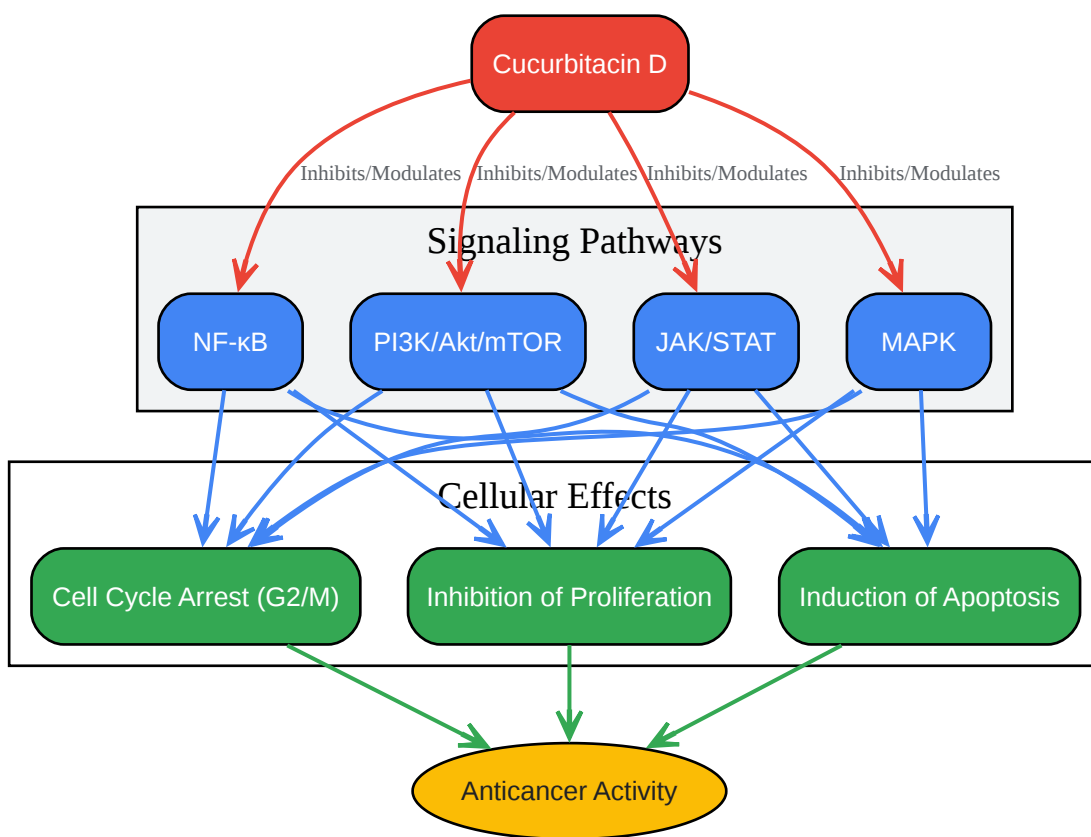 Cucurbitacin D
Inhibits/Modulates Inhibits/Modulates Inhibits/Modulates Inhibits/Modulates
Signaling Pathways
NF-κB PI3K/Akt/mTOR JAK/STAT MAPK
Cellular Effects
Cell Cycle Arrest (G2/M) Inhibition of Proliferation Induction of Apoptosis
Anticancer Activity